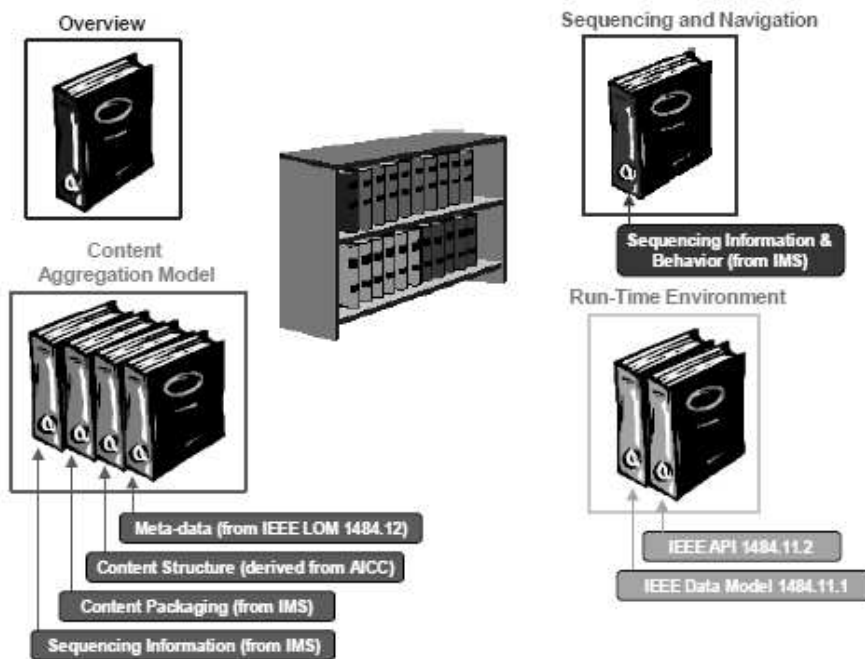 Overview
Sequencing and Navigation
Sequencing Information &
Behavior (from IMS)
Content
Aggregation Model
Run-Time Environment
Meta-data (from IEEE LOM 1484.12)
Content Structure (derived from AICC)
Content Packaging (from IMS)
Sequencing Information (from IMS)
IEEE API 1484.11.2
IEEE Data Model 1484.11.1